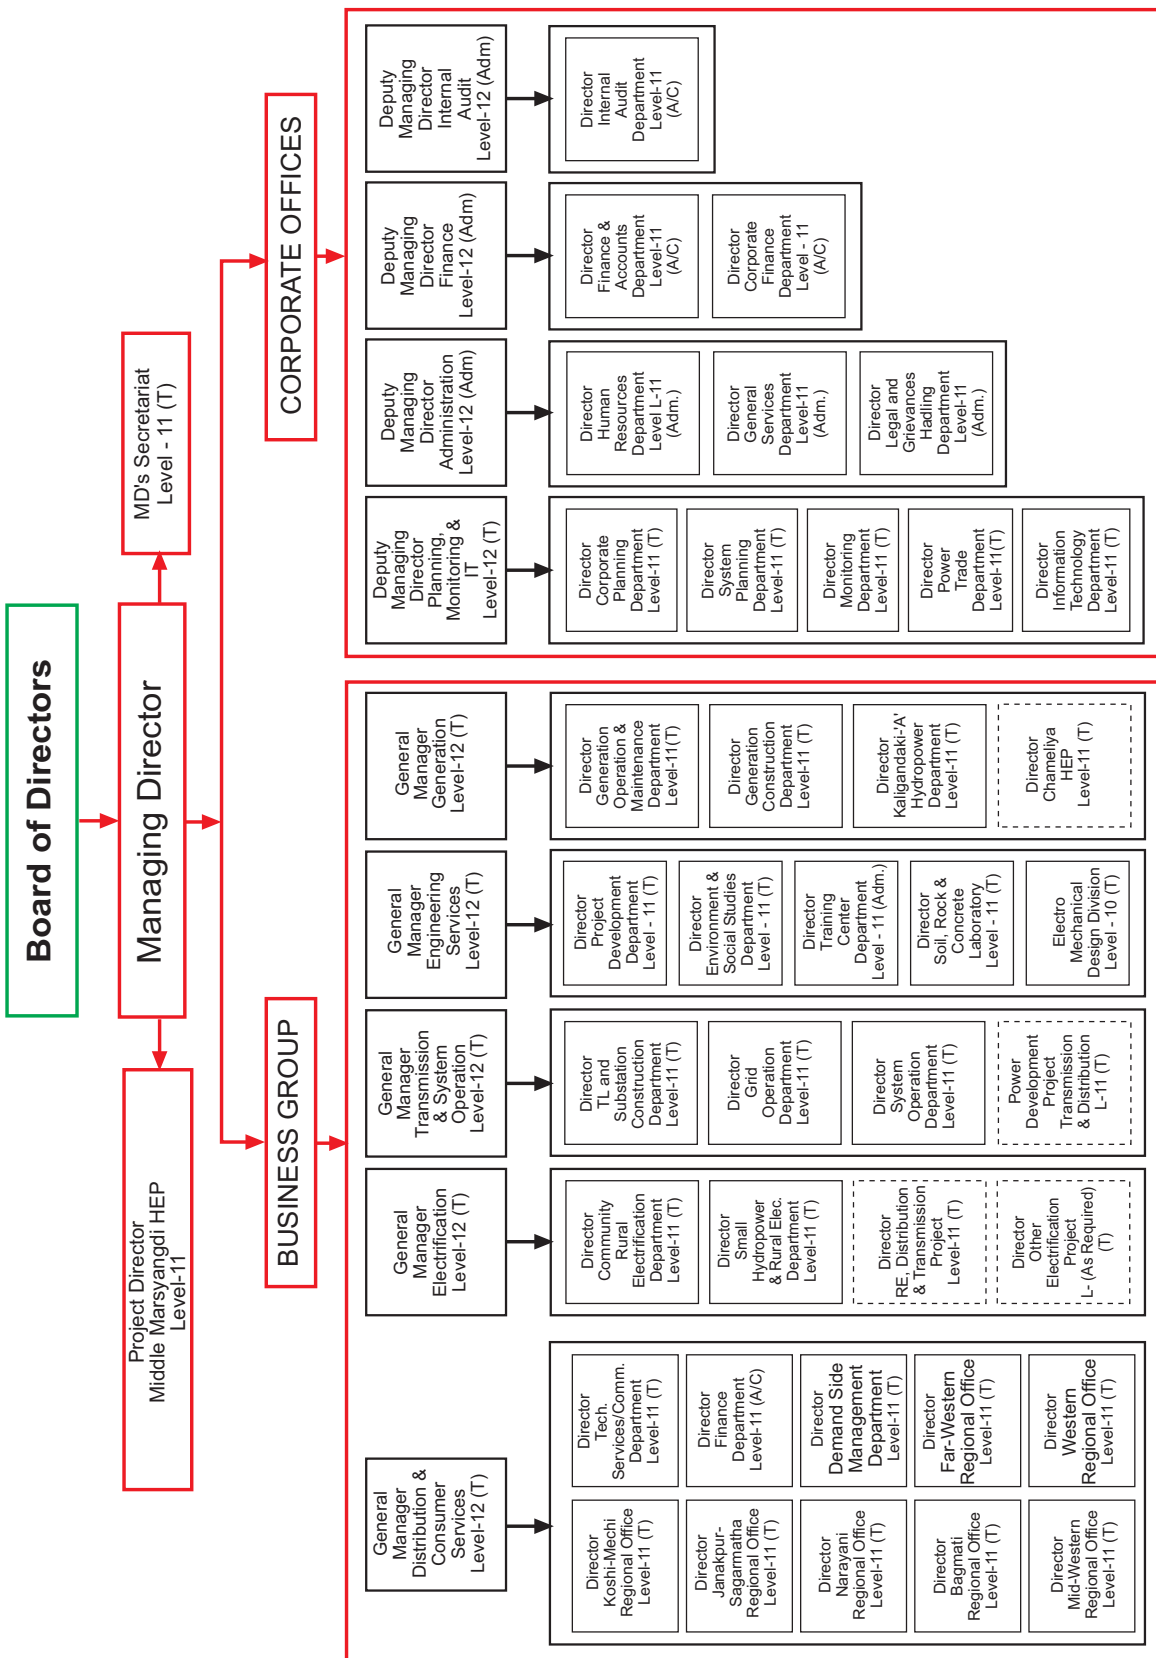 Board of Directors
Managing Director
Project Director
Middle Marsyangdi HEP
Level-11
MD's Secretariat
Level - 11 (T)
BUSINESS GROUP
CORPORATE OFFICES
General
Manager
Distribution &
Consumer
Services
Level-12 (T)
General
Manager
Electrification
Level-12 (T)
General
Manager
Transmission
& System
Operation
Level-12 (T)
General
Manager
Engineering
Services
Level-12 (T)
General
Manager
Generation
Level-12 (T)
Deputy
Managing
Director
Planning,
Monitoring &
IT
Level-12 (T)
Deputy
Managing
Director
Administration
Level-12 (Adm)
Deputy
Managing
Director
Finance
Level-12 (Adm)
Deputy
Managing
Director
Internal
Audit
Level-12 (Adm)
Director
Koshi-Mechi
Regional Office
Level-11 (T)
Director
Janakpur-
Sagarmatha
Regional Office
Level-11 (T)
Director
Narayani
Regional Office
Level-11 (T)
Director
Bagmati
Regional Office
Level-11 (T)
Director
Mid-Western
Regional Office
Level-11 (T)
Director
Tech.
Services/Comm.
Department
Level-11 (T)
Director
Finance
Department
Level-11 (A/C)
Director
Demand Side
Management
Department
Level-11 (T)
Director
Far-Western
Regional Office
Level-11 (T)
Director
Western
Regional Office
Level-11 (T)
Director
Community
Rural
Electrification
Department
Level-11 (T)
Director
Small
Hydropower
& Rural Elec.
Department
Level-11 (T)
Director
RE, Distribution
& Transmission
Project
Level-11 (T)
Director
Other
Electrification
Project
L- (As Required)
(T)
Director
TL and
Substation
Construction
Department
Level-11 (T)
Director
Grid
Operation
Department
Level-11 (T)
Director
System
Operation
Department
Level-11 (T)
Power
Development
Project
Transmission
& Distribution
L-11 (T)
Director
Project
Development
Department
Level - 11 (T)
Director
Environment &
Social Studies
Department
Level - 11 (T)
Director
Training
Center
Department
Level - 11 (Adm.)
Director
Soil, Rock &
Concrete
Laboratory
Level - 11 (T)
Electro
Mechanical
Design Division
Level - 10 (T)
Director
Generation
Operation &
Maintenance
Department
Level-11(T)
Director
Generation
Construction
Department
Level-11 (T)
Director
Kaligandaki-'A'
Hydropower
Department
Level-11 (T)
Director
Chameliya
HEP
Level-11 (T)
Director
Corporate
Planning
Department
Level-11 (T)
Director
System
Planning
Department
Level-11 (T)
Director
Monitoring
Department
Level-11 (T)
Director
Power
Trade
Department
Level-11(T)
Director
Information
Technology
Department
Level-11 (T)
Director
Human
Resources
Department
Level L-11
(Adm.)
Director
General
Services
Department
Level-11
(Adm.)
Director
Legal and
Grievances
Hadling
Department
Level-11
(Adm.)
Director
Finance &
Accounts
Department
Level-11
(A/C)
Director
Corporate
Finance
Department
Level - 11
(A/C)
Director
Internal
Audit
Department
Level-11
(A/C)